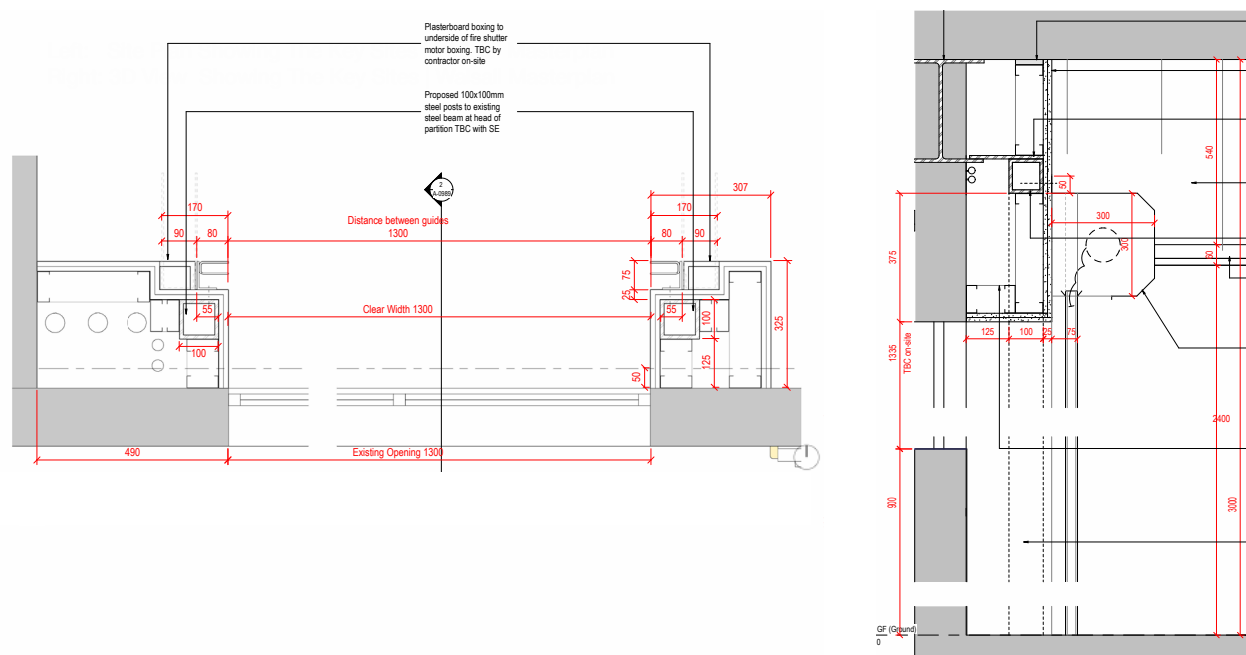 Plasterboard boxing to
underside of fire shutter
motor boxing. TBC by
contractor on-site
Proposed 100x100mm
steel posts to existing
steel beam at head of
partition TBC with SE
2
A-0989
307
170
170
Distance between guides
90
80
1300
80
90
75
25
55
Clear Width 1300
55
100
325
100
125
50
490
Existing Opening 1300
540
50
300
300
60
375
125
100
25
75
1335
TBC on-site
2400
900
3000
GF (Ground)
0